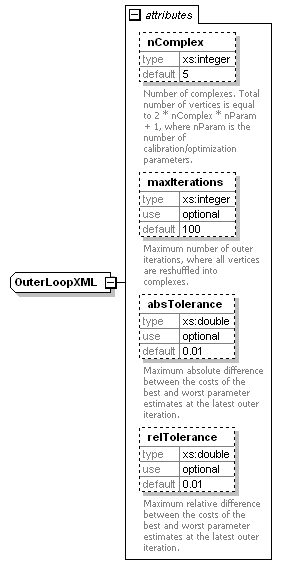 attributes
nComplex
type xs:integer
default 5
Number of complexes. Total
number of vertices is equal
to 2 * nComplex * nParam
+ 1, where nParam is the
number of
calibration/optimization
parameters.
maxIterations
type xs:integer
use optional
default 100
Maximum number of outer
iterations, where all vertices
are reshuffled into
complexes.
OuterLoopXML
absTolerance
type xs:double
use optional
default 0.01
Maximum absolute difference
between the costs of the
best and worst parameter
estimates at the latest outer
iteration.
relTolerance
type xs:double
use optional
default 0.01
Maximum relative difference
between the costs of the
best and worst parameter
estimates at the latest outer
iteration.